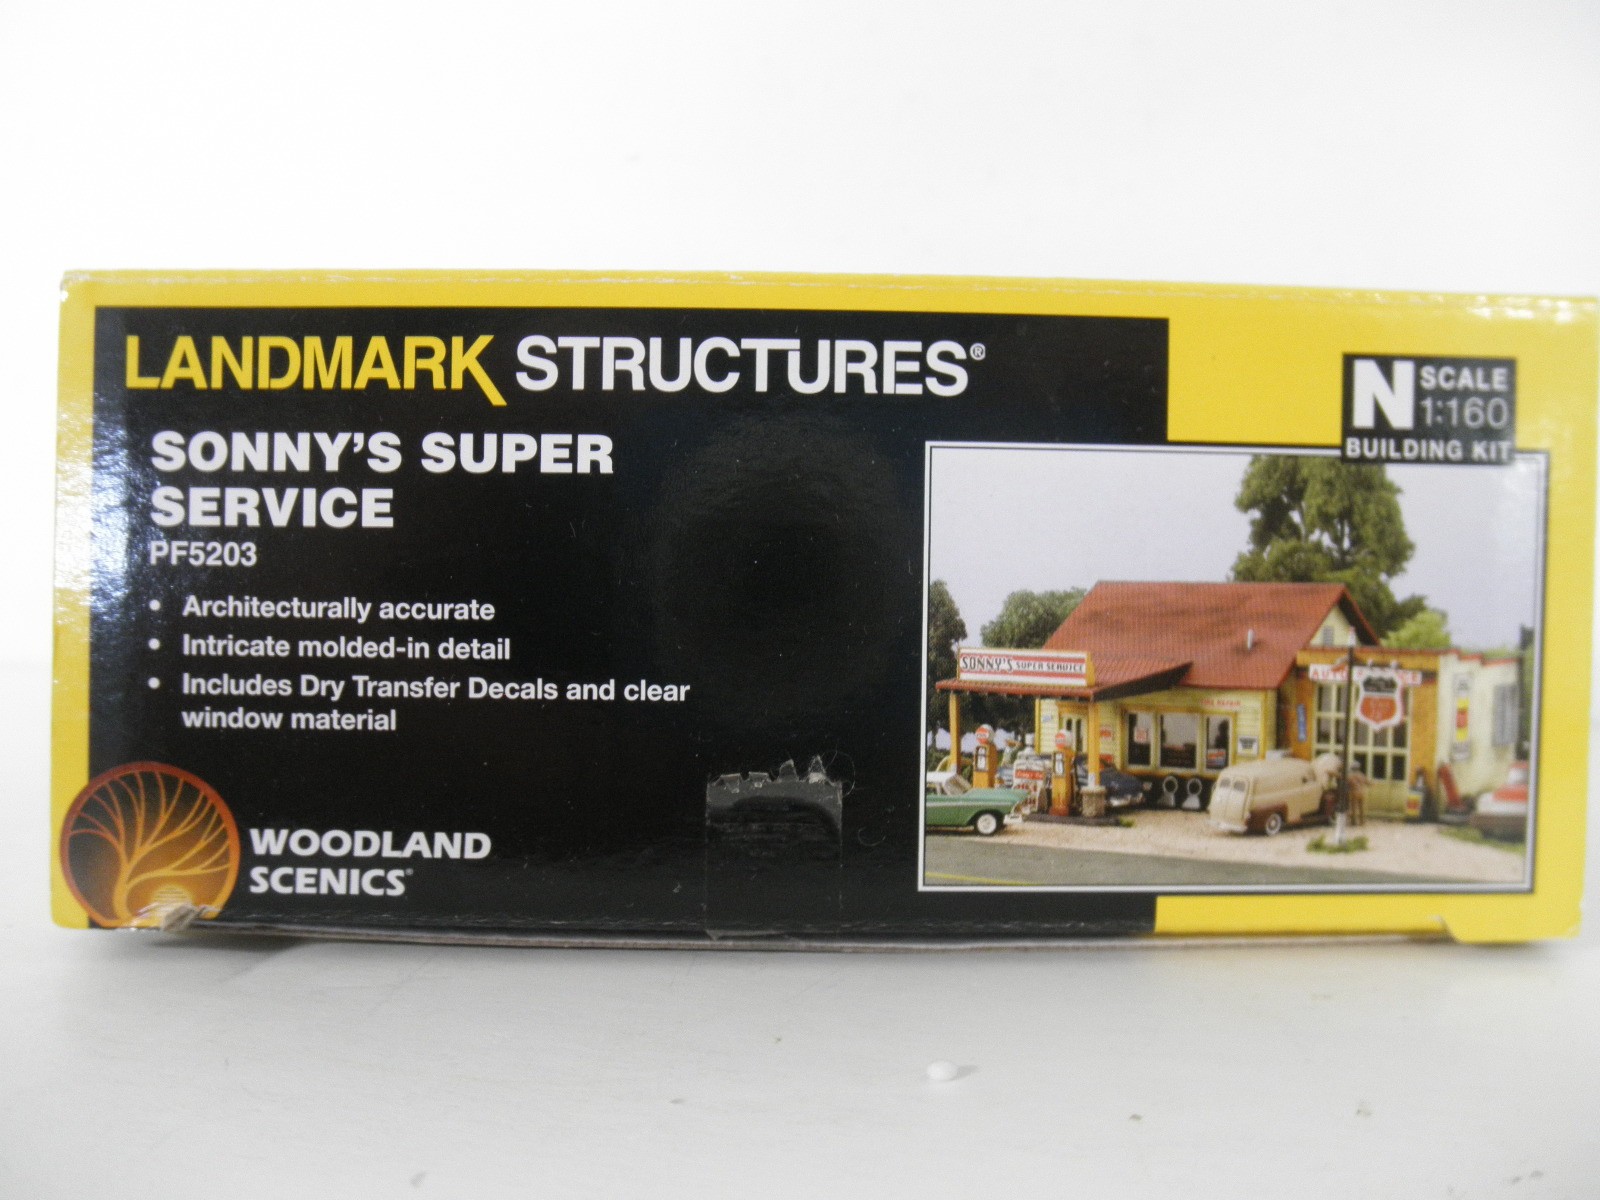 LANDMARK STRUCTURES®
SONNY'S SUPER
SERVICE
PF5203
• Architecturally accurate
• Intricate molded-in detail
• Includes Dry Transfer Decals and clear
window material
WOODLAND
SCENICS®
N SCALE
1:160
BUILDING KIT
SONNY'S SUPER SERVICE